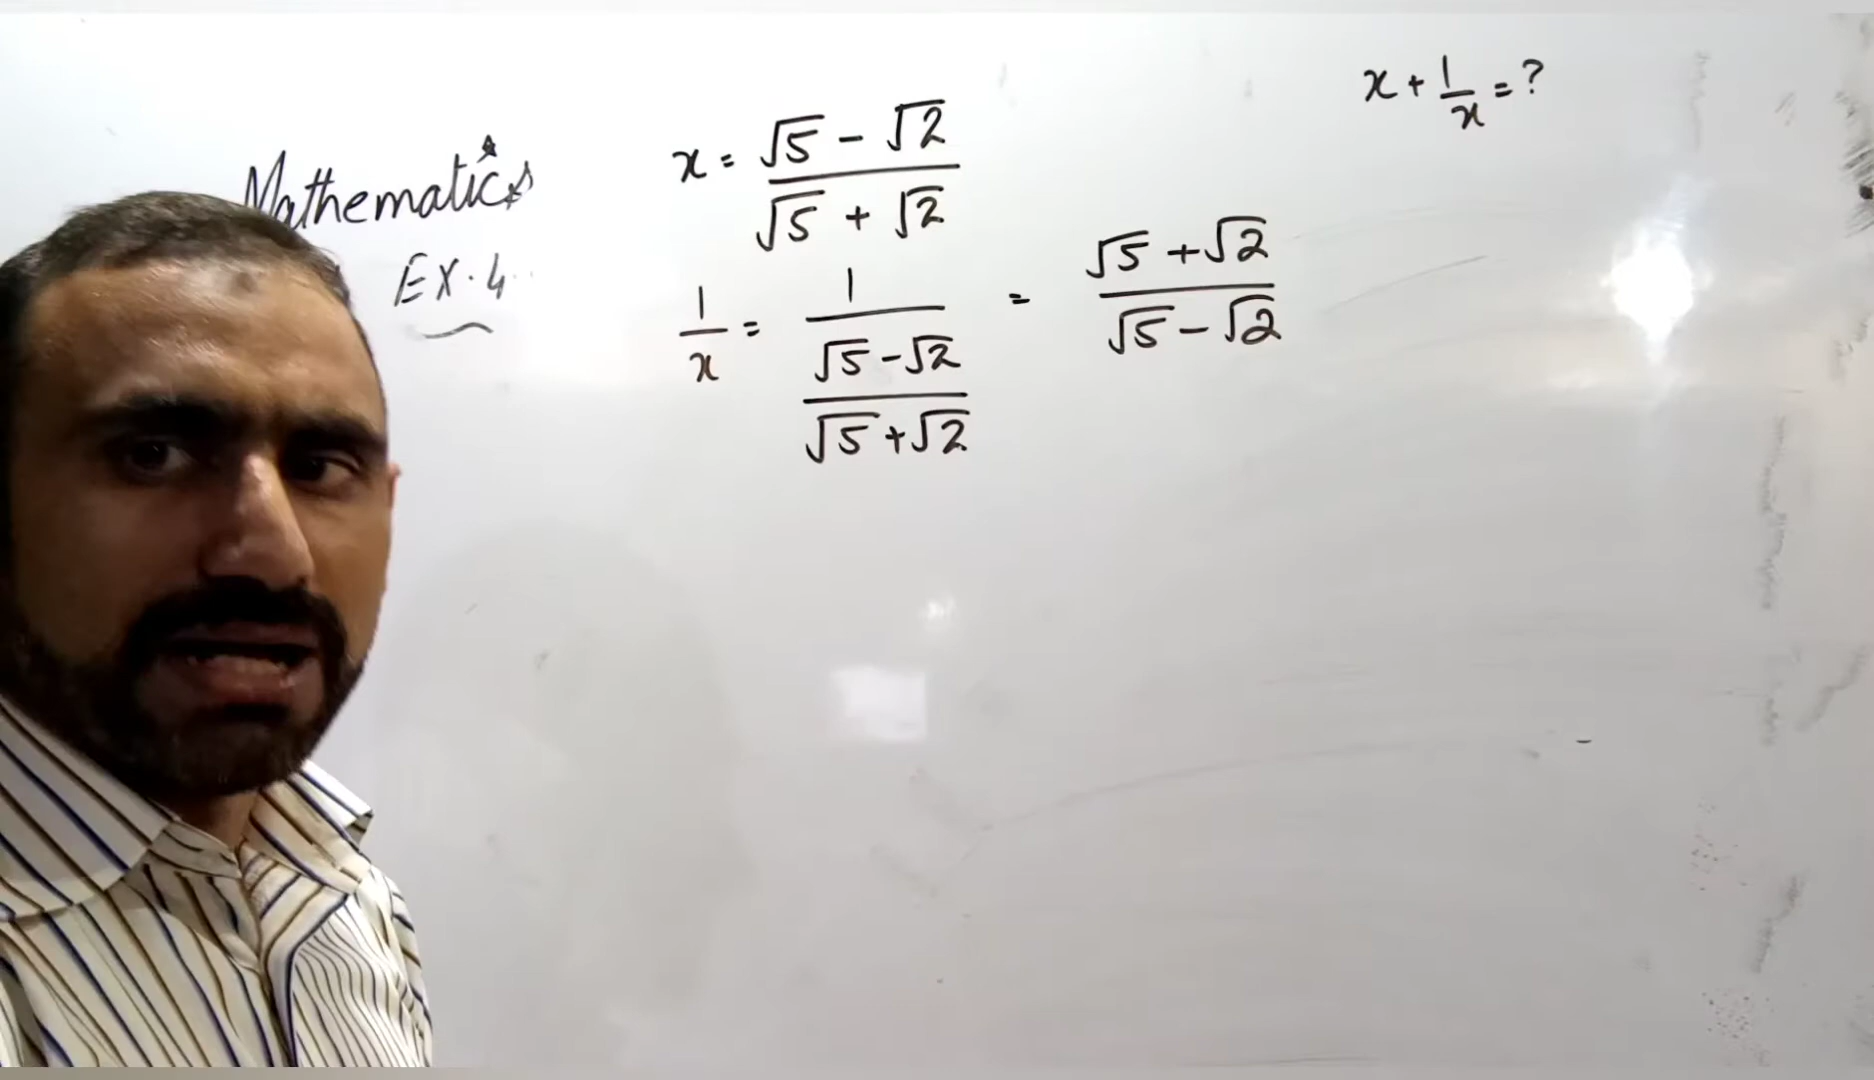 x + 1/x = ?
Mathematics
EX. 4
x = (√5 − √2)/(√5 + √2)
1/x = 1/((√5 − √2)/(√5 + √2)) = (√5 + √2)/(√5 − √2)